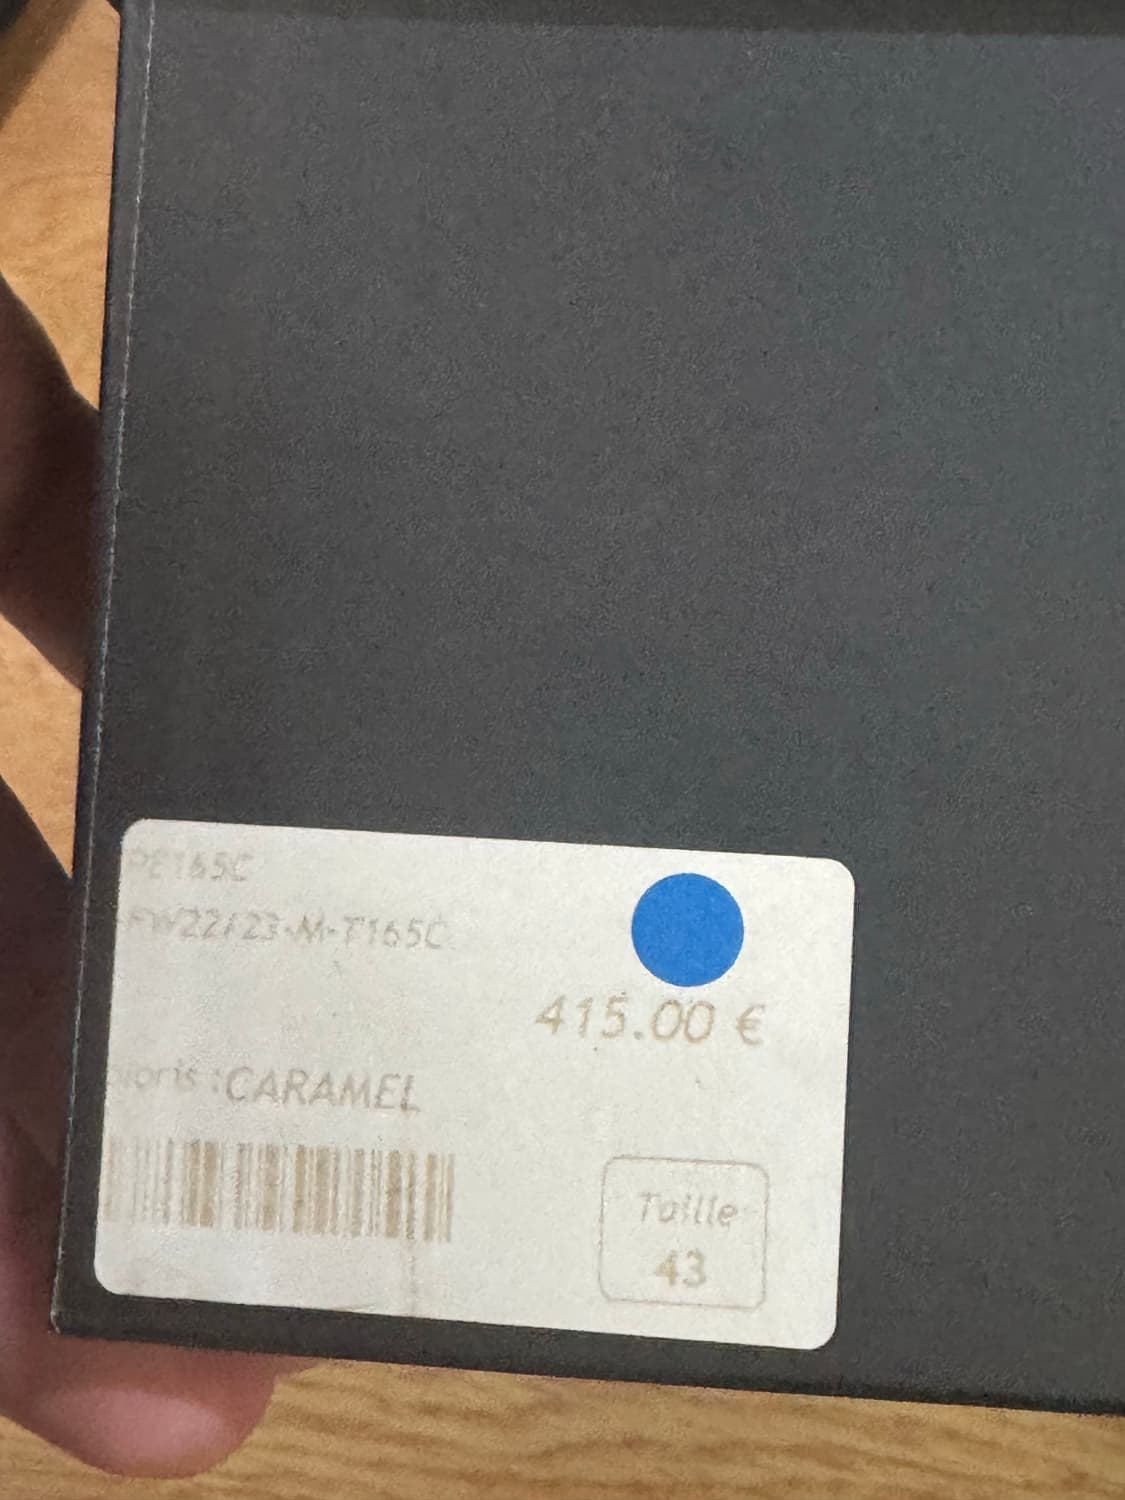 PE165C
FW22/23-M-T165C
415.00 €
CARAMEL
Taille
43